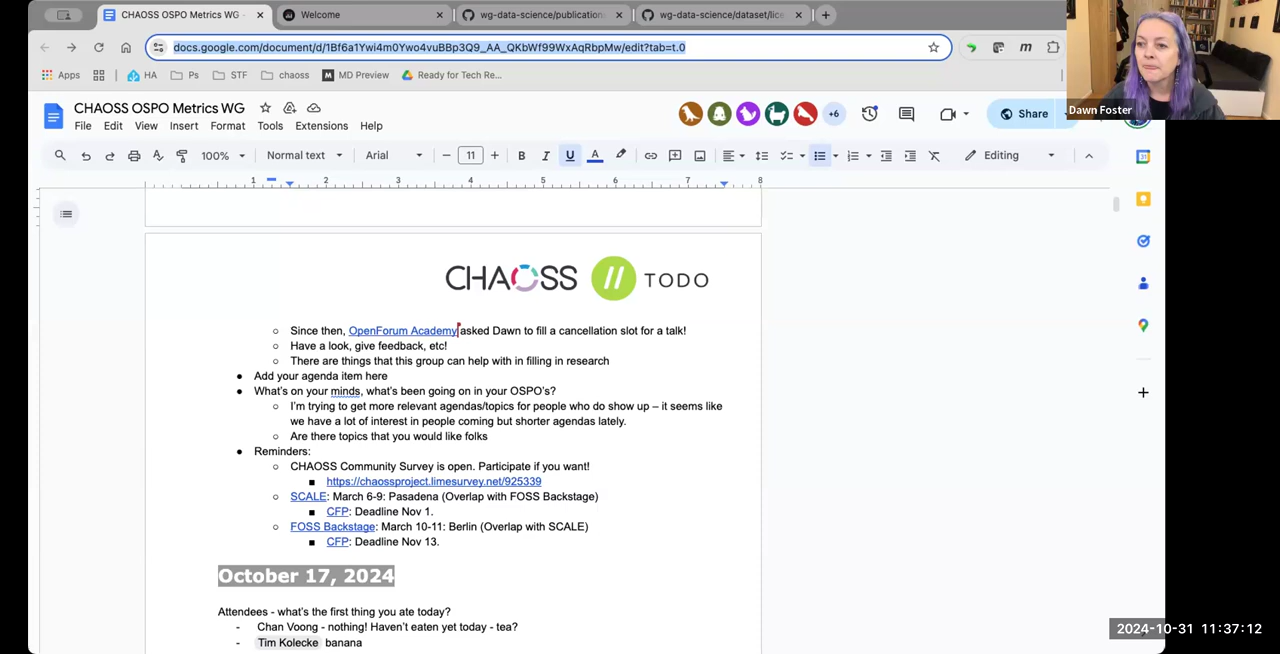 CHAOSS OSPO Metrics WG -
Welcome
wg-data-science/publication
wg-data-science/dataset/lice
docs.google.com/document/d/1Bf6a1Ywi4m0Ywo4vuBBp3Q9_AA_QKbWf99WxAqRbpMw/edit?tab=t.0
Apps
HA
Ps
STF
chaoss
MD Preview
Ready for Tech Re...
Dawn Foster
CHAOSS OSPO Metrics WG
+6
Share
File Edit View Insert Format Tools Extensions Help
100% Normal text Arial 11 B I U A Editing
1 2 3 4 5 6 7 8
CHAOSS // TODO
○ Since then, OpenForum Academy asked Dawn to fill a cancellation slot for a talk!
○ Have a look, give feedback, etc!
○ There are things that this group can help with in filling in research
● Add your agenda item here
● What's on your minds, what's been going on in your OSPO's?
○ I'm trying to get more relevant agendas/topics for people who do show up – it seems like
we have a lot of interest in people coming but shorter agendas lately.
○ Are there topics that you would like folks
● Reminders:
○ CHAOSS Community Survey is open. Participate if you want!
■ https://chaossproject.limesurvey.net/925339
○ SCALE: March 6-9: Pasadena (Overlap with FOSS Backstage)
■ CFP: Deadline Nov 1.
○ FOSS Backstage: March 10-11: Berlin (Overlap with SCALE)
■ CFP: Deadline Nov 13.
October 17, 2024
Attendees - what's the first thing you ate today?
- Chan Voong - nothing! Haven't eaten yet today - tea?
- Tim Kolecke banana
2024-10-31 11:37:12